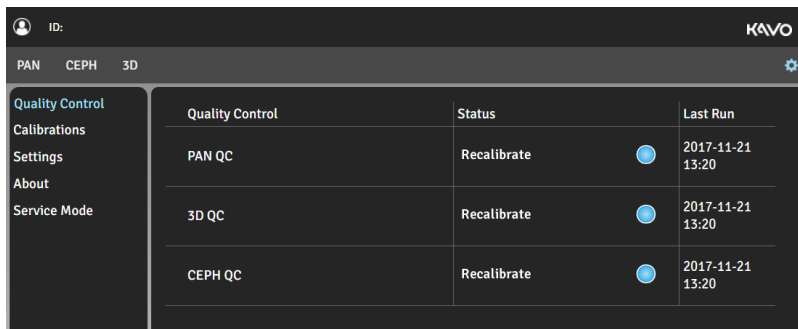 ID:
KAVO
PAN CEPH 3D
Quality Control
Calibrations
Settings
About
Service Mode
Quality Control Status Last Run
PAN QC Recalibrate 2017-11-21
13:20
3D QC Recalibrate 2017-11-21
13:20
CEPH QC Recalibrate 2017-11-21
13:20